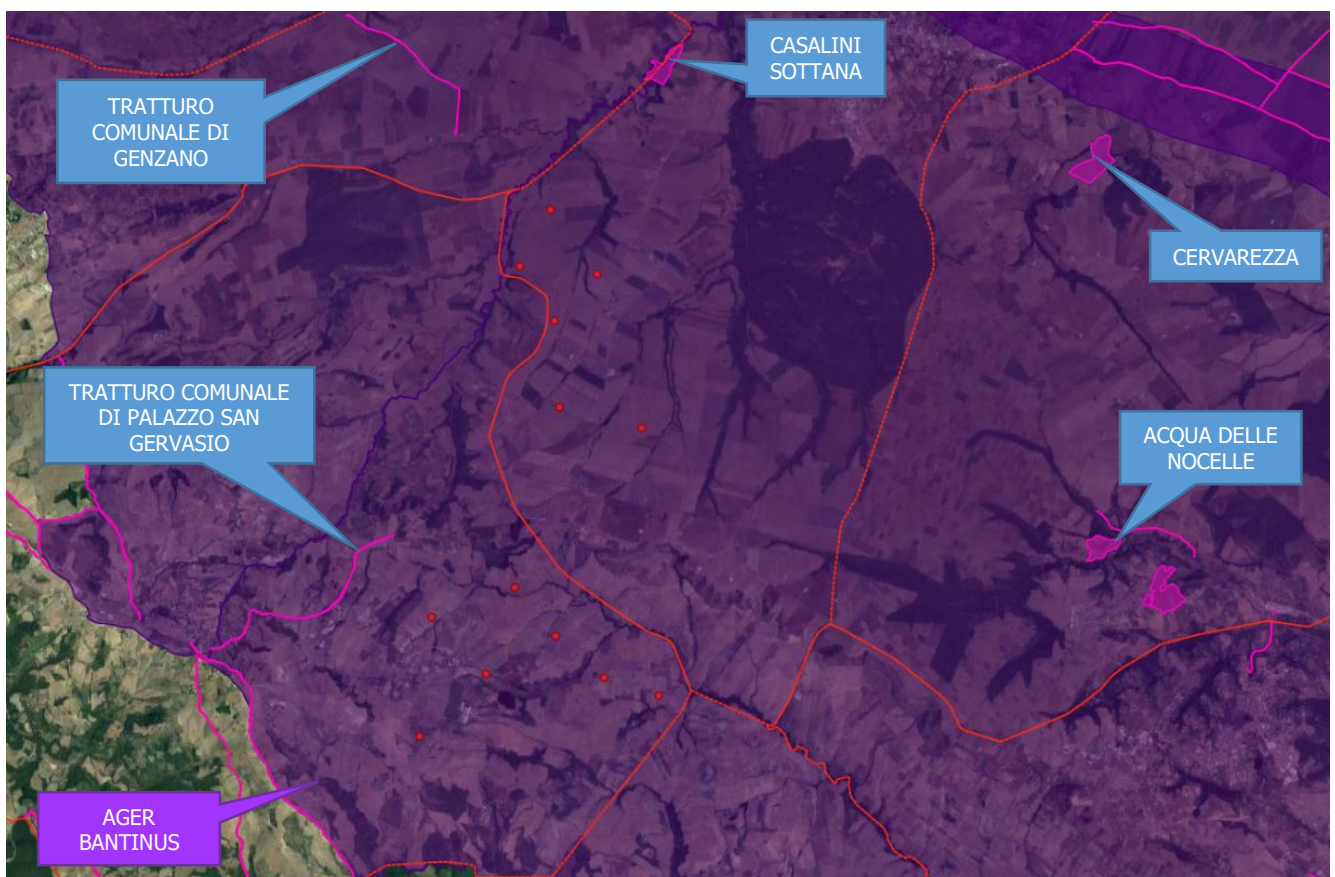 CASALINI
SOTTANA
TRATTURO
COMUNALE DI
GENZANO
CERVAREZZA
TRATTURO COMUNALE
DI PALAZZO SAN
GERVASIO
ACQUA DELLE
NOCELLE
AGER
BANTINUS